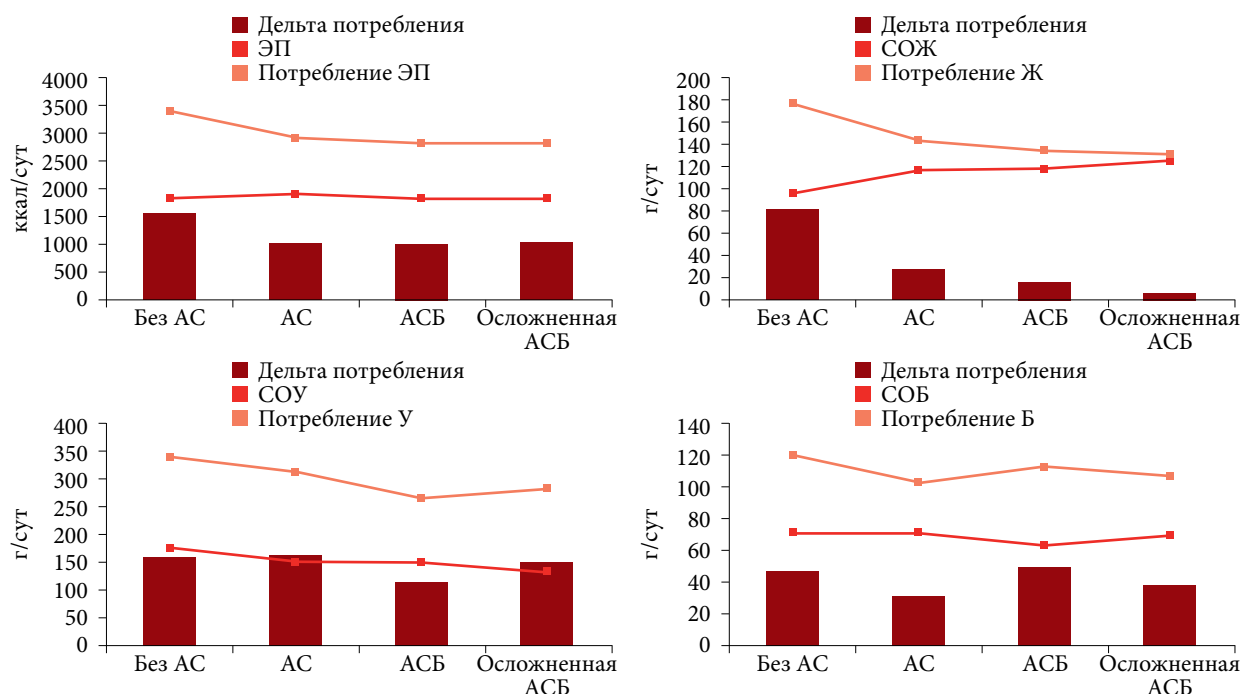 Дельта потребления
ЭП
Потребление ЭП
4000
3500
3000
2500
2000
1500
1000
500
0
ккал/сут
Без АС
АС
АСБ
Осложненная
АСБ
Дельта потребления
СОЖ
Потребление Ж
200
180
160
140
120
100
80
60
40
20
0
г/сут
Без АС
АС
АСБ
Осложненная
АСБ
Дельта потребления
СОУ
Потребление У
400
350
300
250
200
150
100
50
0
г/сут
Без АС
АС
АСБ
Осложненная
АСБ
Дельта потребления
СОБ
Потребление Б
140
120
100
80
60
40
20
0
г/сут
Без АС
АС
АСБ
Осложненная
АСБ